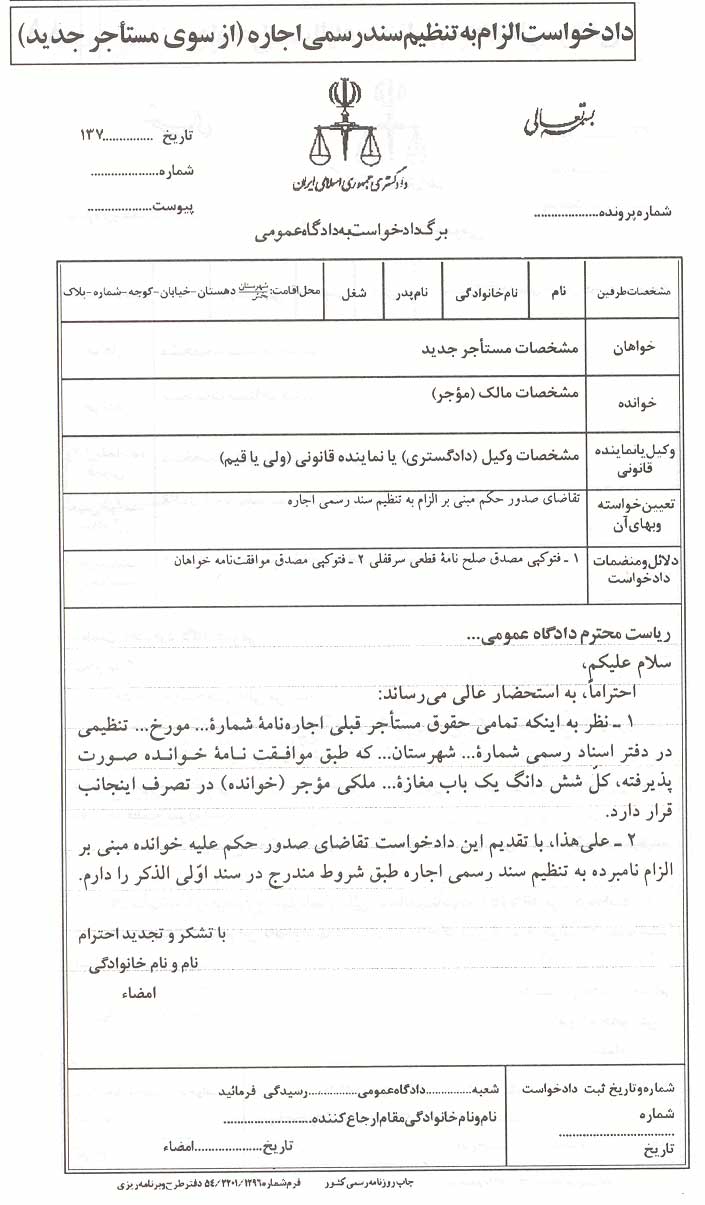 دادخواست الزام به تنظیم سند رسمی اجاره (از سوی مستأجر جدید)
بسمه تعالی
تاریخ ...............۱۳۷
شماره....................
پیوست...................
دادگستری جمهوری اسلامی ایران
شماره پرونده...................
برگ دادخواست به دادگاه عمومی
مشخصات طرفین	نام	نام خانوادگی	نام پدر	شغل	محل اقامت: شهرستان بخش دهستان-خیابان-کوچه-شماره-پلاک
خواهان	مشخصات مستأجر جدید
خوانده	مشخصات مالک (مؤجر)
وکیل یا نماینده قانونی	مشخصات وکیل (دادگستری) یا نماینده قانونی (ولی یا قیم)
تعیین خواسته وبهای آن	تقاضای صدور حکم مبنی بر الزام به تنظیم سند رسمی اجاره
دلائل و منضمات دادخواست	۱ ـ فتوکپی مصدق صلح نامهٔ قطعی سرقفلی ۲ ـ فتوکپی مصدق موافقت‌نامه خواهان
ریاست محترم دادگاه عمومی...
سلام علیکم،
احتراماً، به استحضار عالی می‌رساند:
۱ ـ نظر به اینکه تمامی حقوق مستأجر قبلی اجاره‌نامهٔ شمارهٔ... مورخ... تنظیمی
در دفتر اسناد رسمی شمارهٔ... شهرستان... که طبق موافقت نامهٔ خوانده صورت
پذیرفته، کلّ شش دانگ یک باب مغازهٔ... ملکی مؤجر (خوانده) در تصرف اینجانب
قرار دارد.
۲ ـ علی‌هذا، با تقدیم این دادخواست تقاضای صدور حکم علیه خوانده مبنی بر
الزام نامبرده به تنظیم سند رسمی اجاره طبق شروط مندرج در سند اوّلی الذکر را دارم.
با تشکر و تجدید احترام
نام و نام خانوادگی
امضاء
شماره و تاریخ ثبت دادخواست
شماره
..............................
تاریخ
شعبه..............دادگاه عمومی...............رسیدگی فرمائید
نام و نام خانوادگی مقام ارجاع کننده.........................
تاریخ....................امضاء
چاپ روزنامه رسمی کشور	فرم شماره ۵۴/۳۲۰۱/۱۲۹۶ دفتر طرح و برنامه ریزی